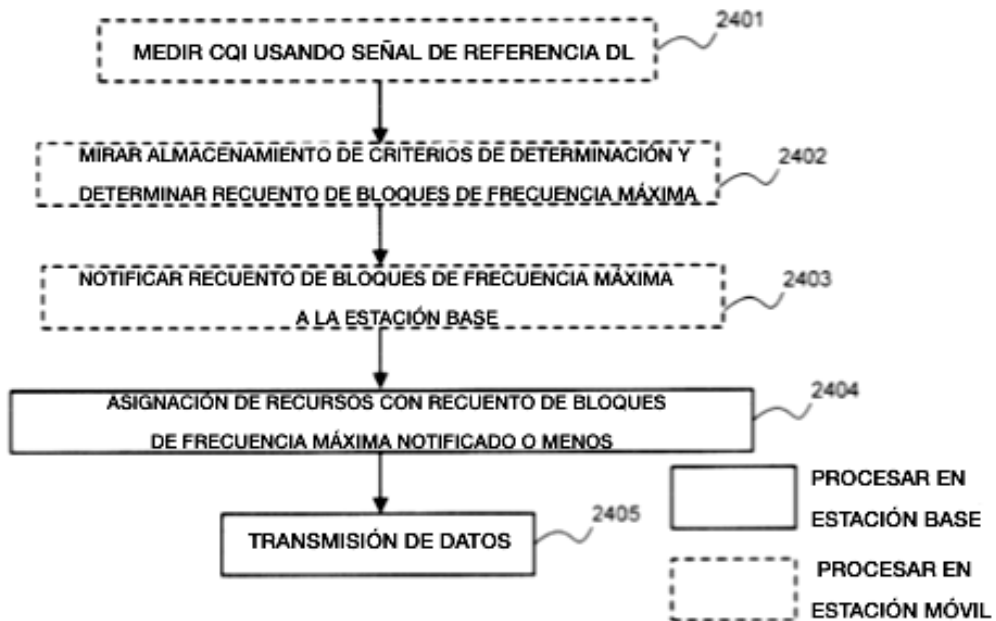 2401
MEDIR CQI USANDO SEÑAL DE REFERENCIA DL
MIRAR ALMACENAMIENTO DE CRITERIOS DE DETERMINACIÓN Y
DETERMINAR RECUENTO DE BLOQUES DE FRECUENCIA MÁXIMA
2402
NOTIFICAR RECUENTO DE BLOQUES DE FRECUENCIA MÁXIMA
A LA ESTACIÓN BASE
2403
ASIGNACIÓN DE RECURSOS CON RECUENTO DE BLOQUES
DE FRECUENCIA MÁXIMA NOTIFICADO O MENOS
2404
TRANSMISIÓN DE DATOS
2405
PROCESAR EN
ESTACIÓN BASE
PROCESAR EN
ESTACIÓN MÓVIL